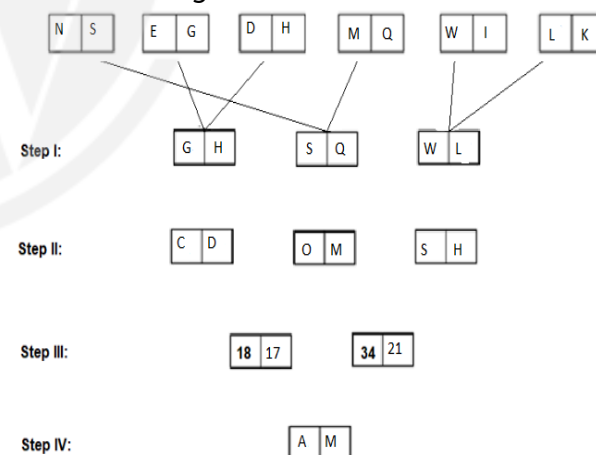 N S E G D H M Q W I L K
Step I: G H S Q W L
Step II: C D O M S H
Step III: 18 17 34 21
Step IV: A M